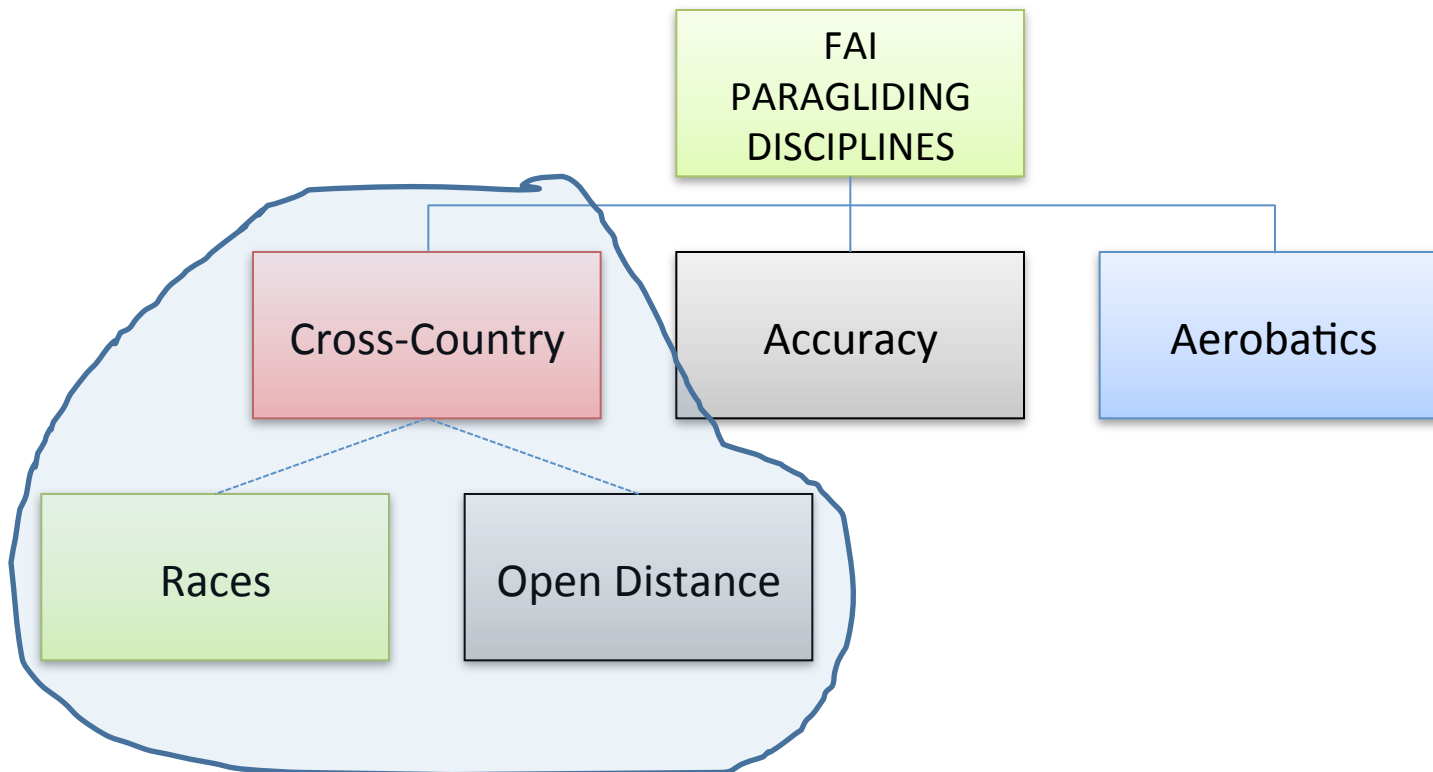 FAI
PARAGLIDING
DISCIPLINES
Cross-Country
Accuracy
Aerobatics
Races
Open Distance